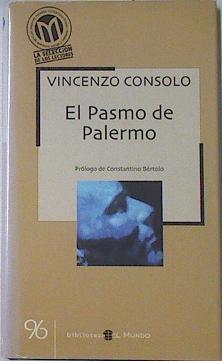 LA SELECCIÓN
DE LOS LECTORES
VINCENZO CONSOLO
El Pasmo de
Palermo
Prólogo de Constantino Bértolo
96
biblioteca EL MUNDO